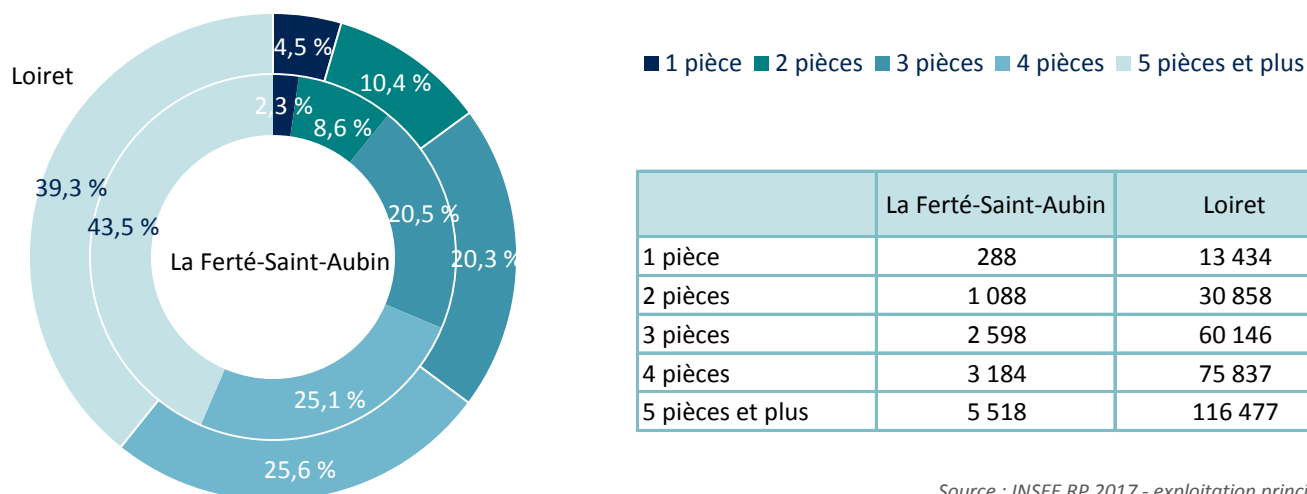 4,5 %
Loiret
10,4 %
2,3 %
8,6 %
39,3 %
43,5 %
20,5 %
20,3 %
La Ferté-Saint-Aubin
25,1 %
25,6 %
1 pièce 2 pièces 3 pièces 4 pièces 5 pièces et plus
La Ferté-Saint-Aubin Loiret
1 pièce 288 13 434
2 pièces 1 088 30 858
3 pièces 2 598 60 146
4 pièces 3 184 75 837
5 pièces et plus 5 518 116 477
Source : INSEE RP 2017 - exploitation